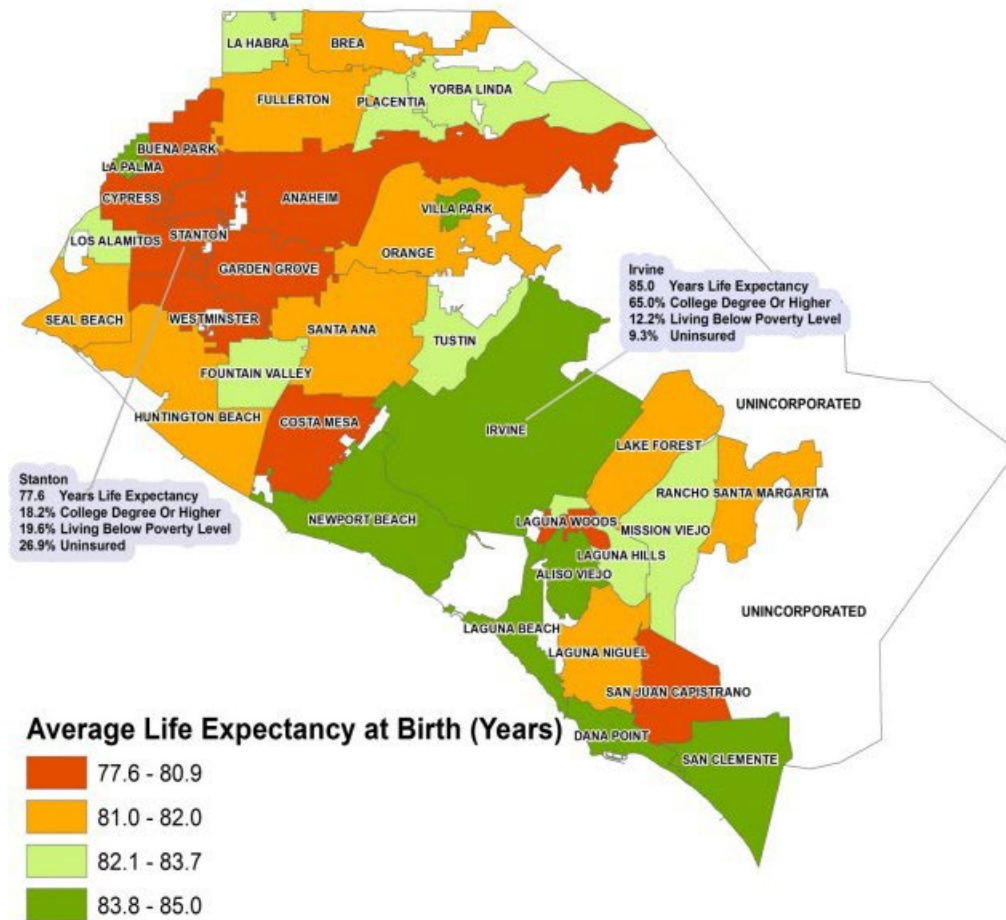 LA HABRA
BREA
FULLERTON
PLACENTIA
YORBA LINDA
BUENA PARK
LA PALMA
CYPRESS
ANAHEIM
VILLA PARK
LOS ALAMITOS
STANTON
ORANGE
GARDEN GROVE
SEAL BEACH
WESTMINSTER
SANTA ANA
TUSTIN
FOUNTAIN VALLEY
HUNTINGTON BEACH
COSTA MESA
IRVINE
Irvine
85.0 Years Life Expectancy
65.0% College Degree Or Higher
12.2% Living Below Poverty Level
9.3% Uninsured
UNINCORPORATED
LAKE FOREST
RANCHO SANTA MARGARITA
Stanton
77.6 Years Life Expectancy
18.2% College Degree Or Higher
19.6% Living Below Poverty Level
26.9% Uninsured
NEWPORT BEACH
LAGUNA WOODS
MISSION VIEJO
LAGUNA HILLS
ALISO VIEJO
UNINCORPORATED
LAGUNA BEACH
LAGUNA NIGUEL
SAN JUAN CAPISTRANO
DANA POINT
SAN CLEMENTE
Average Life Expectancy at Birth (Years)
77.6 - 80.9
81.0 - 82.0
82.1 - 83.7
83.8 - 85.0